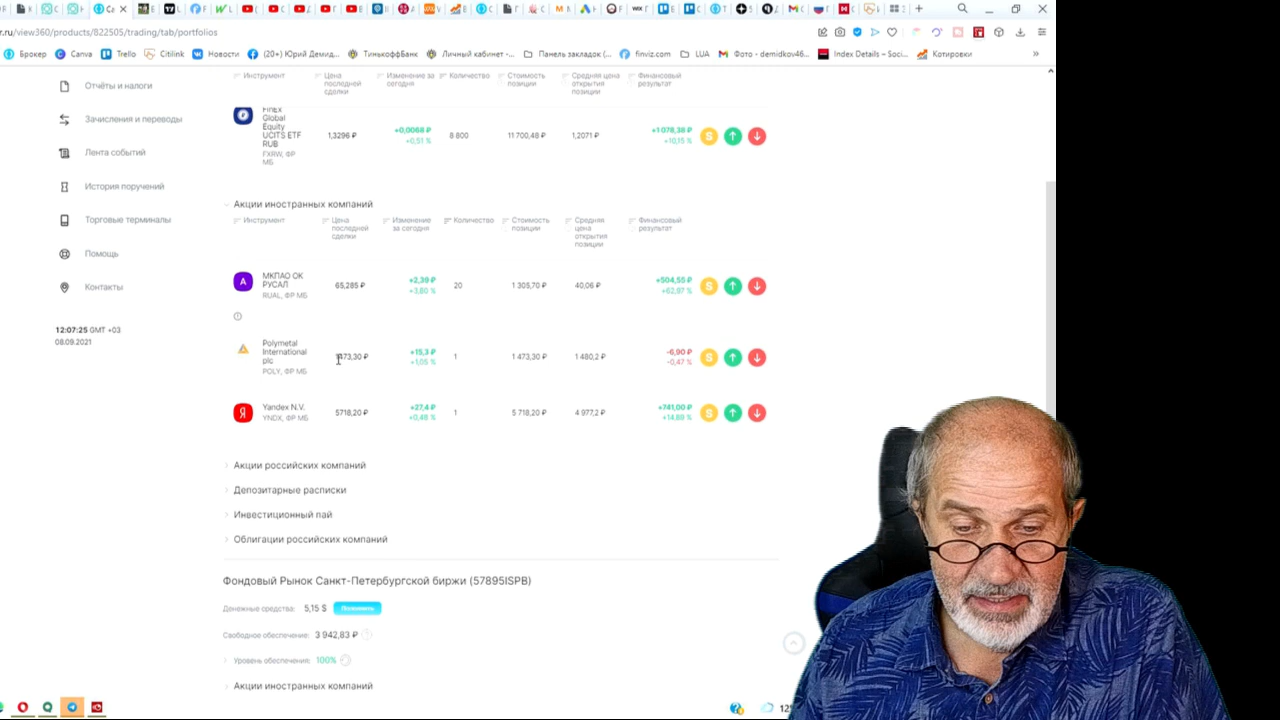 r.ru/view360/products/822505/trading/tab/portfolios
Брокер Canva Trello Citilink Новости (20+) Юрий Демид... ТинькоффБанк Личный кабинет -... Панель закладок (... finviz.com LUA Фото - demidkov46... Index Details – Soci... Копировки
Отчёты и налоги
Зачисления и переводы
Лента событий
История поручений
Торговые терминалы
Помощь
Контакты
12:07:25 GMT +03
08.09.2021
Инструмент Цена последней сделки Изменение за сегодня Количество Стоимость позиции Средняя цена открытия позиции Финансовый результат
FinEx
Global
Equity
UCITS ETF
RUB
FXRW, ФР
МБ
1,3296 ₽ +0,0068 ₽ +0,51 % 8 800 11 700,48 ₽ 1,2071 ₽ +1 078,38 ₽ +10,15 % S
Акции иностранных компаний
Инструмент Цена последней сделки Изменение за сегодня Количество Стоимость позиции Средняя цена открытия позиции Финансовый результат
A МКПАО ОК
РУСАЛ
RUAL, ФР МБ
65,285 ₽ +2,39 ₽ +3,80 % 20 1 305,70 ₽ 40,06 ₽ +504,55 ₽ +62,97 % S
Polymetal
International
plc
POLY, ФР МБ
1473,30 ₽ +15,3 ₽ +1,05 % 1 1 473,30 ₽ 1 480,2 ₽ -6,90 ₽ -0,47 % S
Я Yandex N.V.
YNDX, ФР МБ
5718,20 ₽ +27,4 ₽ +0,48 % 1 5 718,20 ₽ 4 977,2 ₽ +741,00 ₽ +14,89 % S
Акции российских компаний
Депозитарные расписки
Инвестиционный пай
Облигации российских компаний
Фондовый Рынок Санкт-Петербургской биржи (57895ISPB)
Денежные средства: 5,15 $ Пополнить
Свободное обеспечение: 3 942,83 ₽
Уровень обеспечения: 100%
Акции иностранных компаний